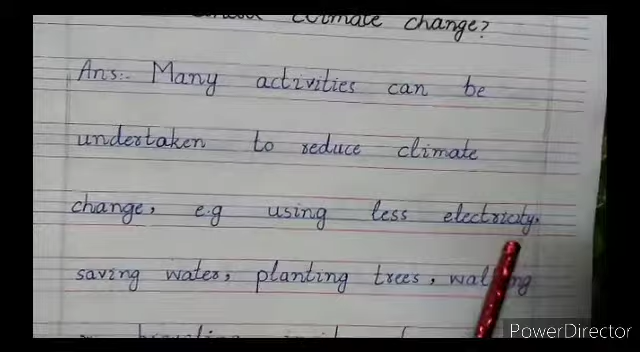 climate change?
Ans:- Many activities can be
undertaken to reduce climate
change, e.g using less electricity,
saving water, planting trees, walking
PowerDirector